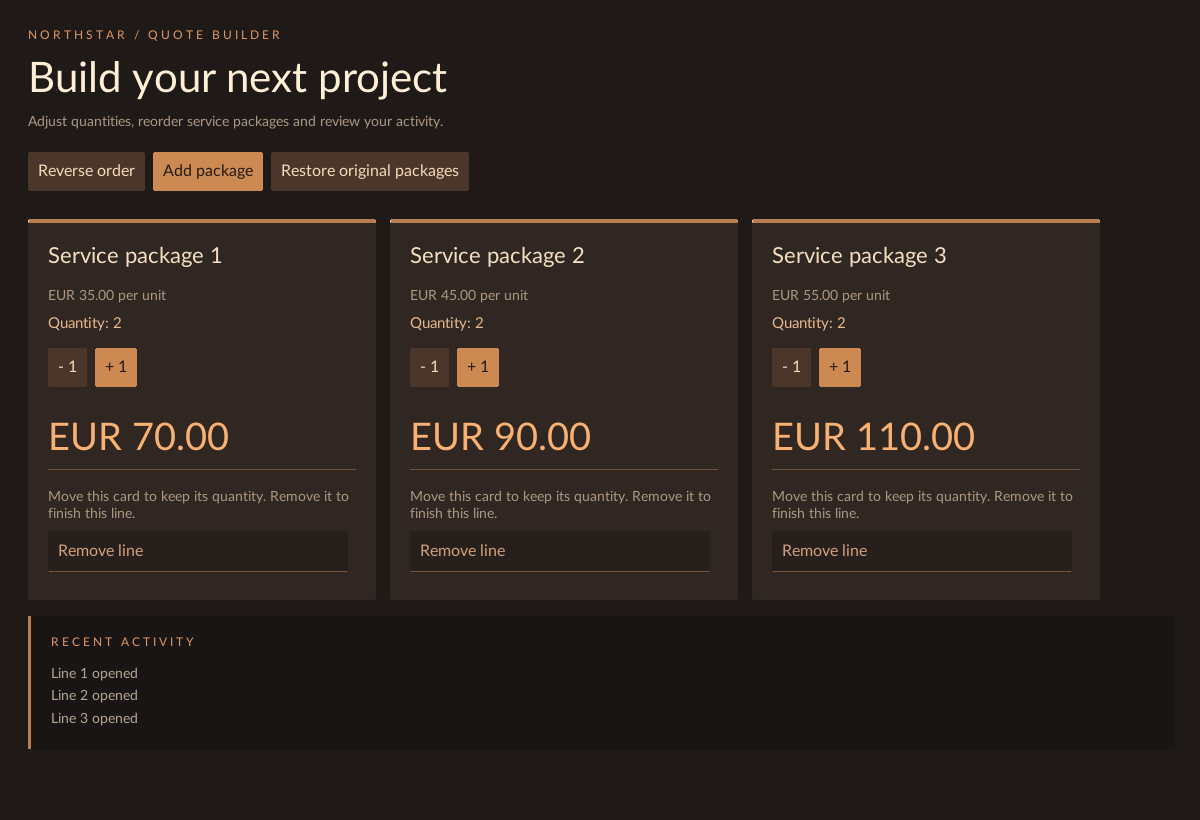 NORTHSTAR / QUOTE BUILDER
Build your next project
Adjust quantities, reorder service packages and review your activity.
Reverse order
Add package
Restore original packages
Service package 1
EUR 35.00 per unit
Quantity: 2
- 1
+ 1
EUR 70.00
Move this card to keep its quantity. Remove it to
finish this line.
Remove line
Service package 2
EUR 45.00 per unit
Quantity: 2
- 1
+ 1
EUR 90.00
Move this card to keep its quantity. Remove it to
finish this line.
Remove line
Service package 3
EUR 55.00 per unit
Quantity: 2
- 1
+ 1
EUR 110.00
Move this card to keep its quantity. Remove it to
finish this line.
Remove line
RECENT ACTIVITY
Line 1 opened
Line 2 opened
Line 3 opened